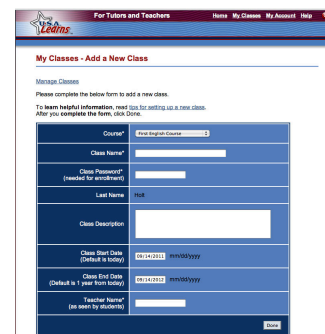 USA
Learns
For Tutors and Teachers
Home My Classes My Account Help
My Classes - Add a New Class
Manage Classes
Please complete the below form to add a new class.
To learn helpful information, read tips for setting up a new class.
After you complete the form, click Done.
Course* First English Course
Class Name*
Class Password*
(needed for enrollment)
Last Name Holt
Class Description
Class Start Date
(Default is today) 09/14/2011 mm/dd/yyyy
Class End Date
(Default is 1 year from today) 09/14/2012 mm/dd/yyyy
Teacher Name*
(as seen by students)
Done